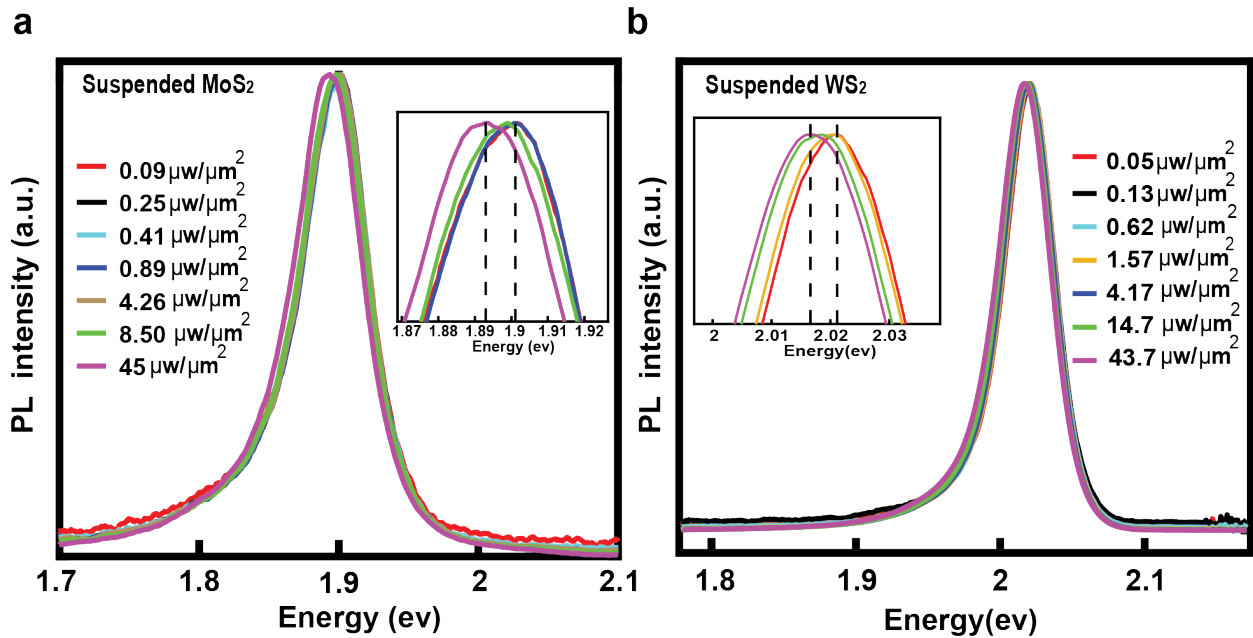 a
Suspended MoS₂
0.09 µw/µm²
0.25 µw/µm²
0.41 µw/µm²
0.89 µw/µm²
4.26 µw/µm²
8.50 µw/µm²
45 µw/µm²
1.87 1.88 1.89 1.9 1.91 1.92
Energy (ev)
PL intensity (a.u.)
1.7 1.8 1.9 2 2.1
Energy (ev)
b
Suspended WS₂
2 2.01 2.02 2.03
Energy(ev)
0.05 µw/µm²
0.13 µw/µm²
0.62 µw/µm²
1.57 µw/µm²
4.17 µw/µm²
14.7 µw/µm²
43.7 µw/µm²
PL intensity (a.u.)
1.8 1.9 2 2.1
Energy(ev)